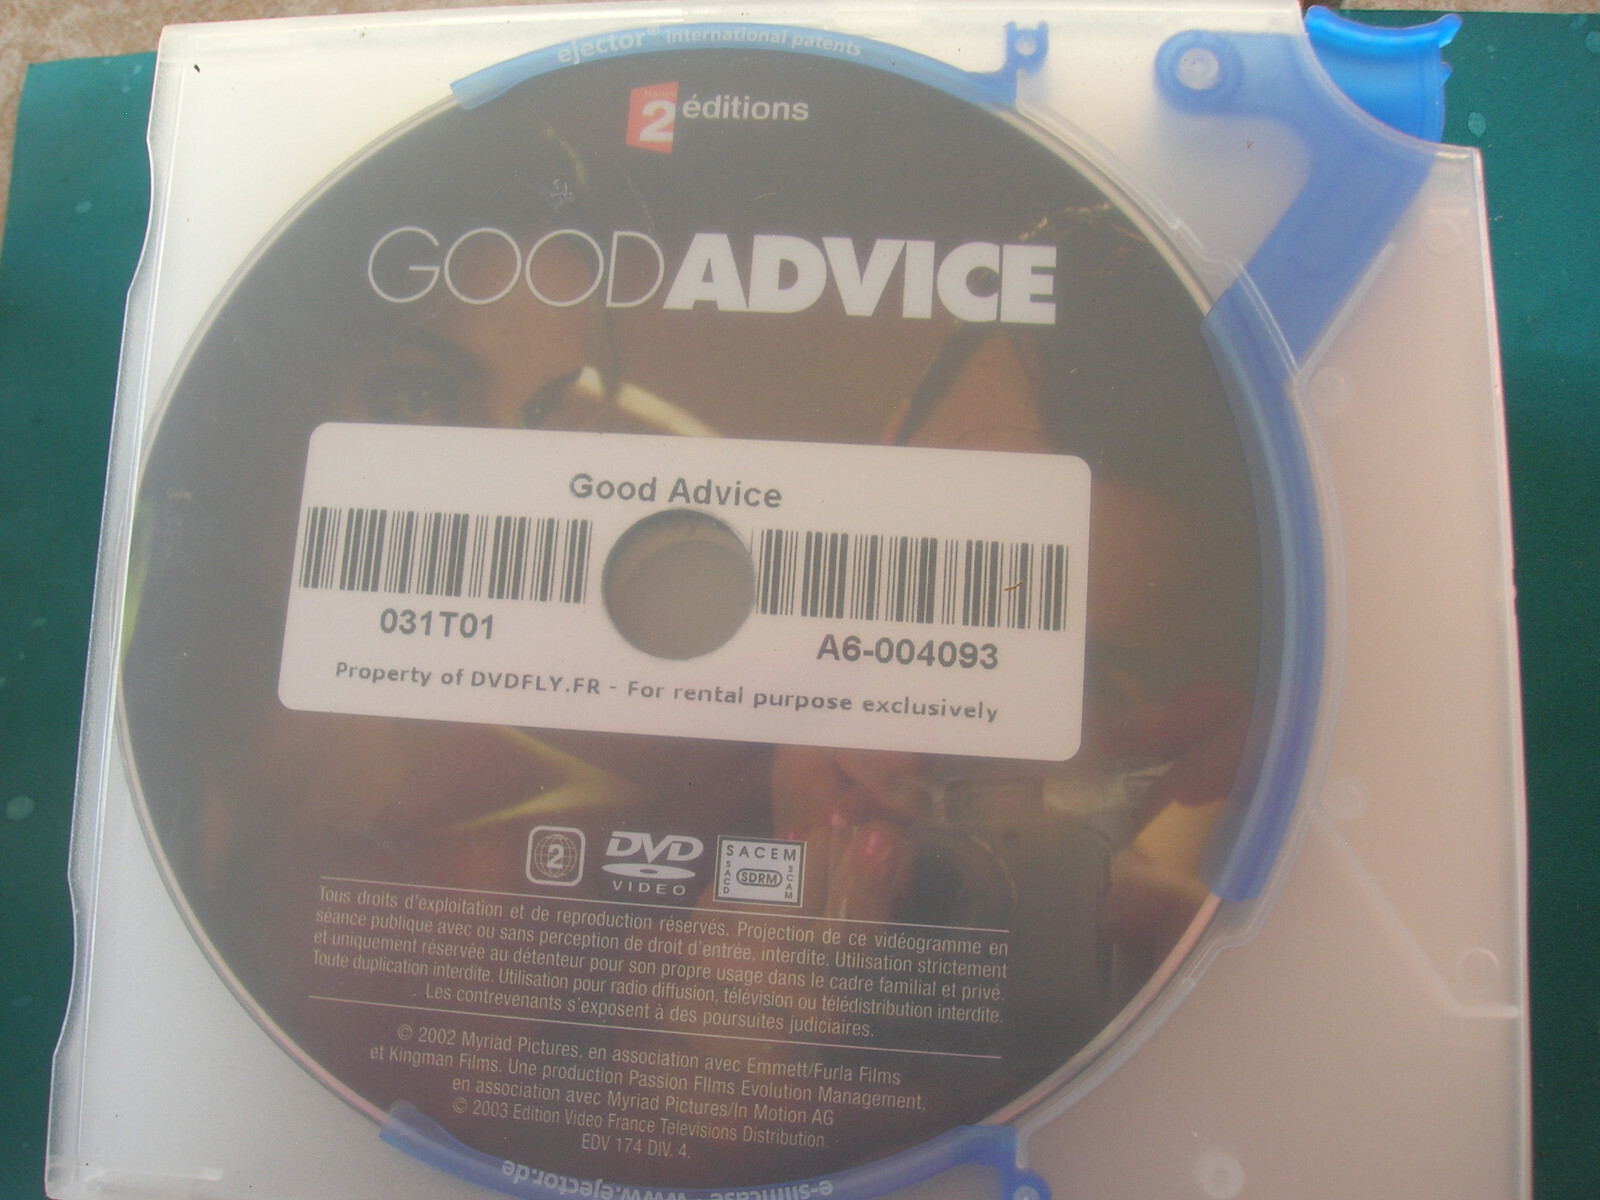 ejector® international patents
france
2 éditions
GOODADVICE
Good Advice
031T01
A6-004093
Property of DVDFLY.FR - For rental purpose exclusively
2
DVD
VIDEO
SACEM
SACD
SDRM
SCAM
Tous droits d'exploitation et de reproduction réservés. Projection de ce vidéogramme en
séance publique avec ou sans perception de droit d'entrée, interdite. Utilisation strictement
et uniquement réservée au détenteur pour son propre usage dans le cadre familial et privé.
Toute duplication interdite. Utilisation pour radio diffusion, télévision ou télédistribution interdite.
Les contrevenants s'exposent à des poursuites judiciaires.
© 2002 Myriad Pictures, en association avec Emmett/Furla Films
et Kingman Films. Une production Passion FIlms Evolution Management,
en association avec Myriad Pictures/In Motion AG
© 2003 Edition Video France Televisions Distribution.
EDV 174 DIV. 4.
e-slimcase www.ejector.de